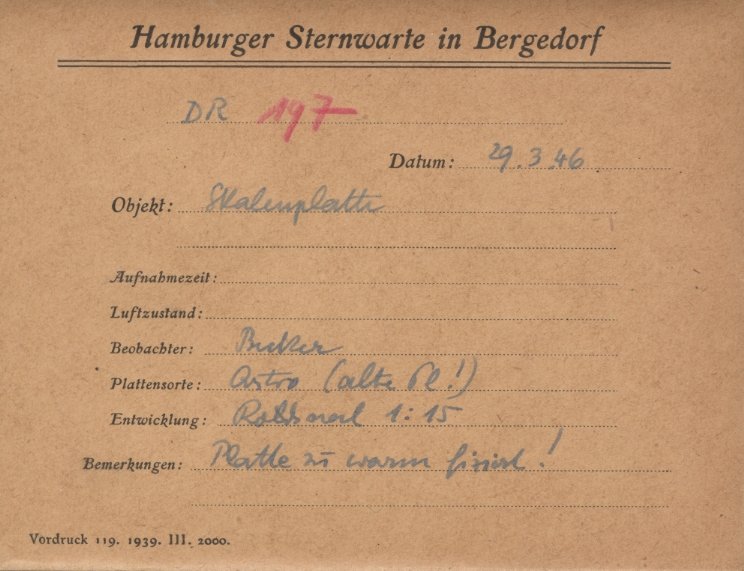 Hamburger Sternwarte in Bergedorf
DR 197
Datum: 29.3.46
Objekt: Skalenplatte
Aufnahmezeit:
Luftzustand:
Beobachter: Becker
Plattensorte: Astro (alte Pl!)
Entwicklung: 1:15
Bemerkungen: Platte zu warm fixiert!
Vordruck 119. 1939. III. 2000.